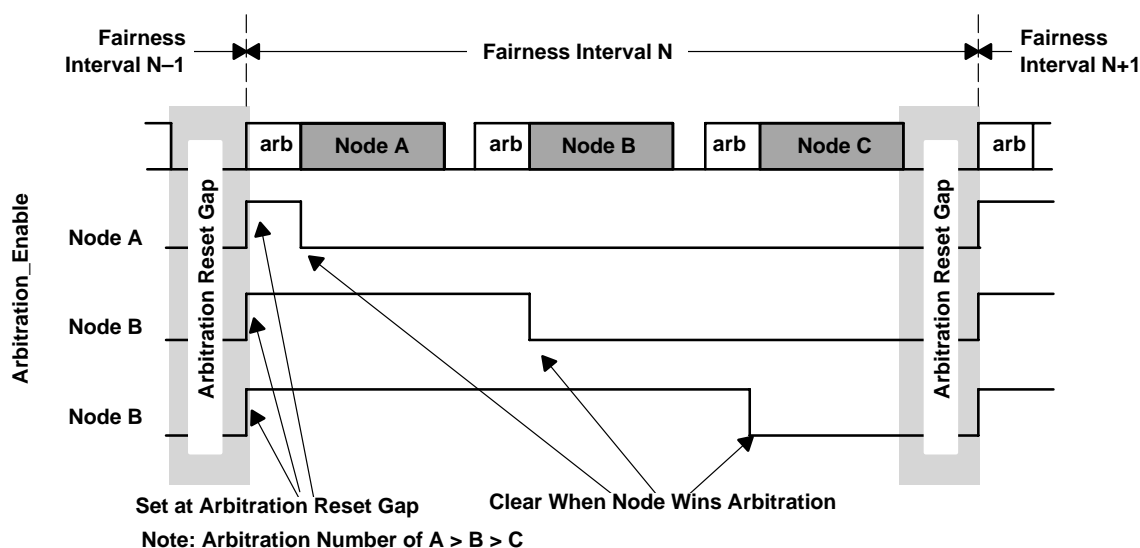 Fairness
Interval N–1
Fairness Interval N
Fairness
Interval N+1
arb
Node A
arb
Node B
arb
Node C
arb
Arbitration_Enable
Arbitration Reset Gap
Arbitration Reset Gap
Node A
Node B
Node B
Set at Arbitration Reset Gap
Clear When Node Wins Arbitration
Note: Arbitration Number of A > B > C